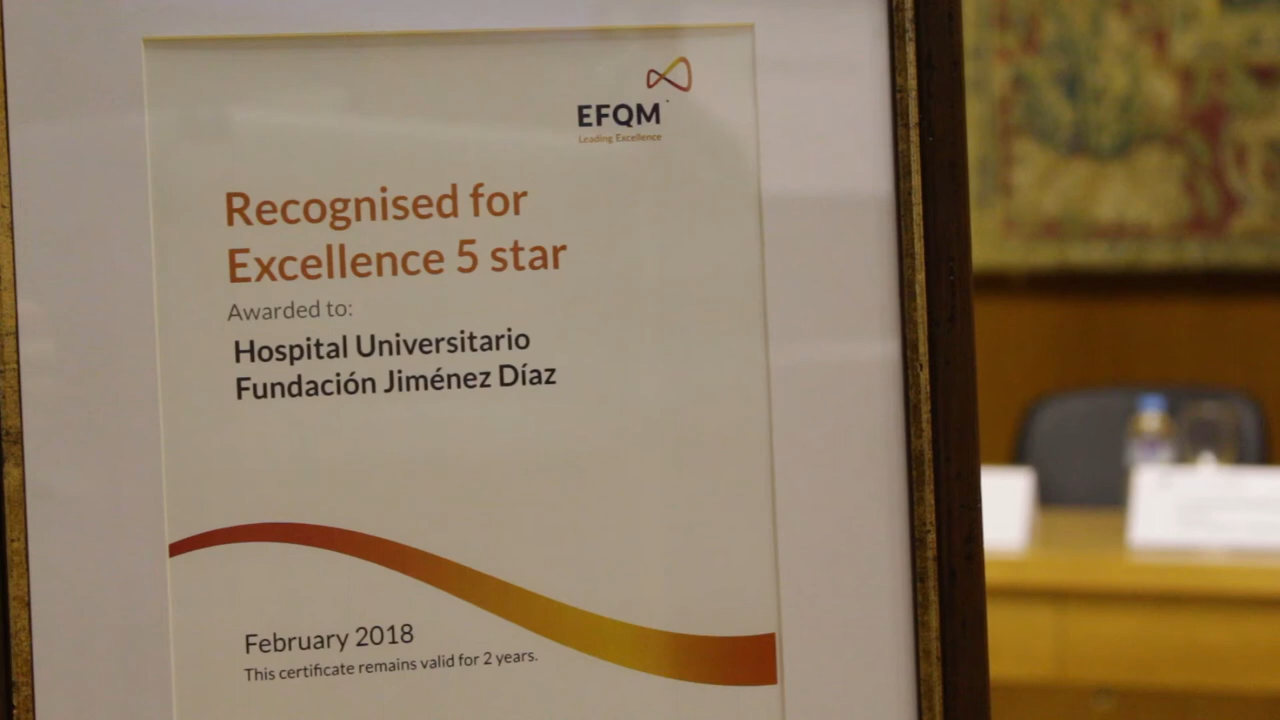 EFQM
Leading Excellence
Recognised for
Excellence 5 star
Awarded to:
Hospital Universitario
Fundación Jiménez Díaz
February 2018
This certificate remains valid for 2 years.